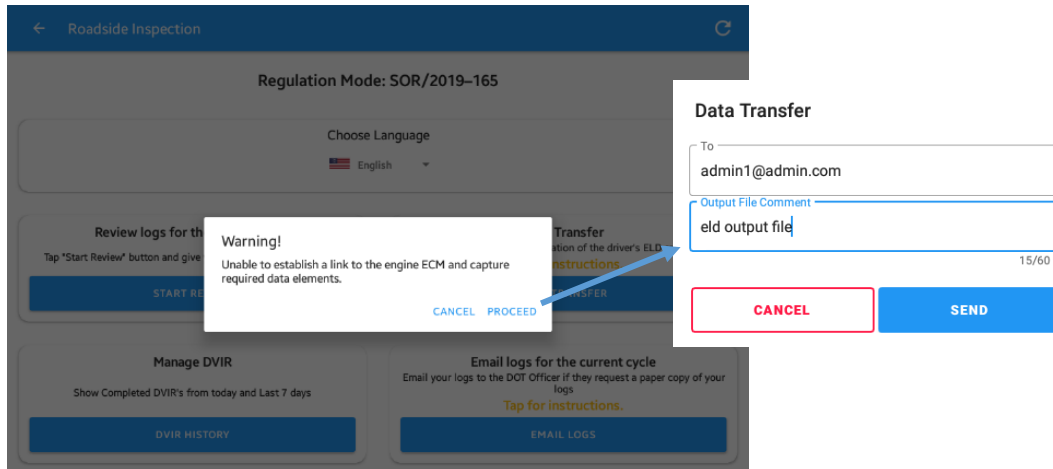 Roadside Inspection
Regulation Mode: SOR/2019–165
Choose Language
English
Review logs for th
Tap "Start Review" button and give
START RE
Transfer
ation of the driver's ELD
nstructions
TRANSFER
Warning!
Unable to establish a link to the engine ECM and capture
required data elements.
CANCEL PROCEED
Manage DVIR
Show Completed DVIR's from today and Last 7 days
DVIR HISTORY
Email logs for the current cycle
Email your logs to the DOT Officer if they request a paper copy of your
logs
Tap for instructions.
EMAIL LOGS
Data Transfer
To
admin1@admin.com
Output File Comment
eld output file
15/60
CANCEL SEND